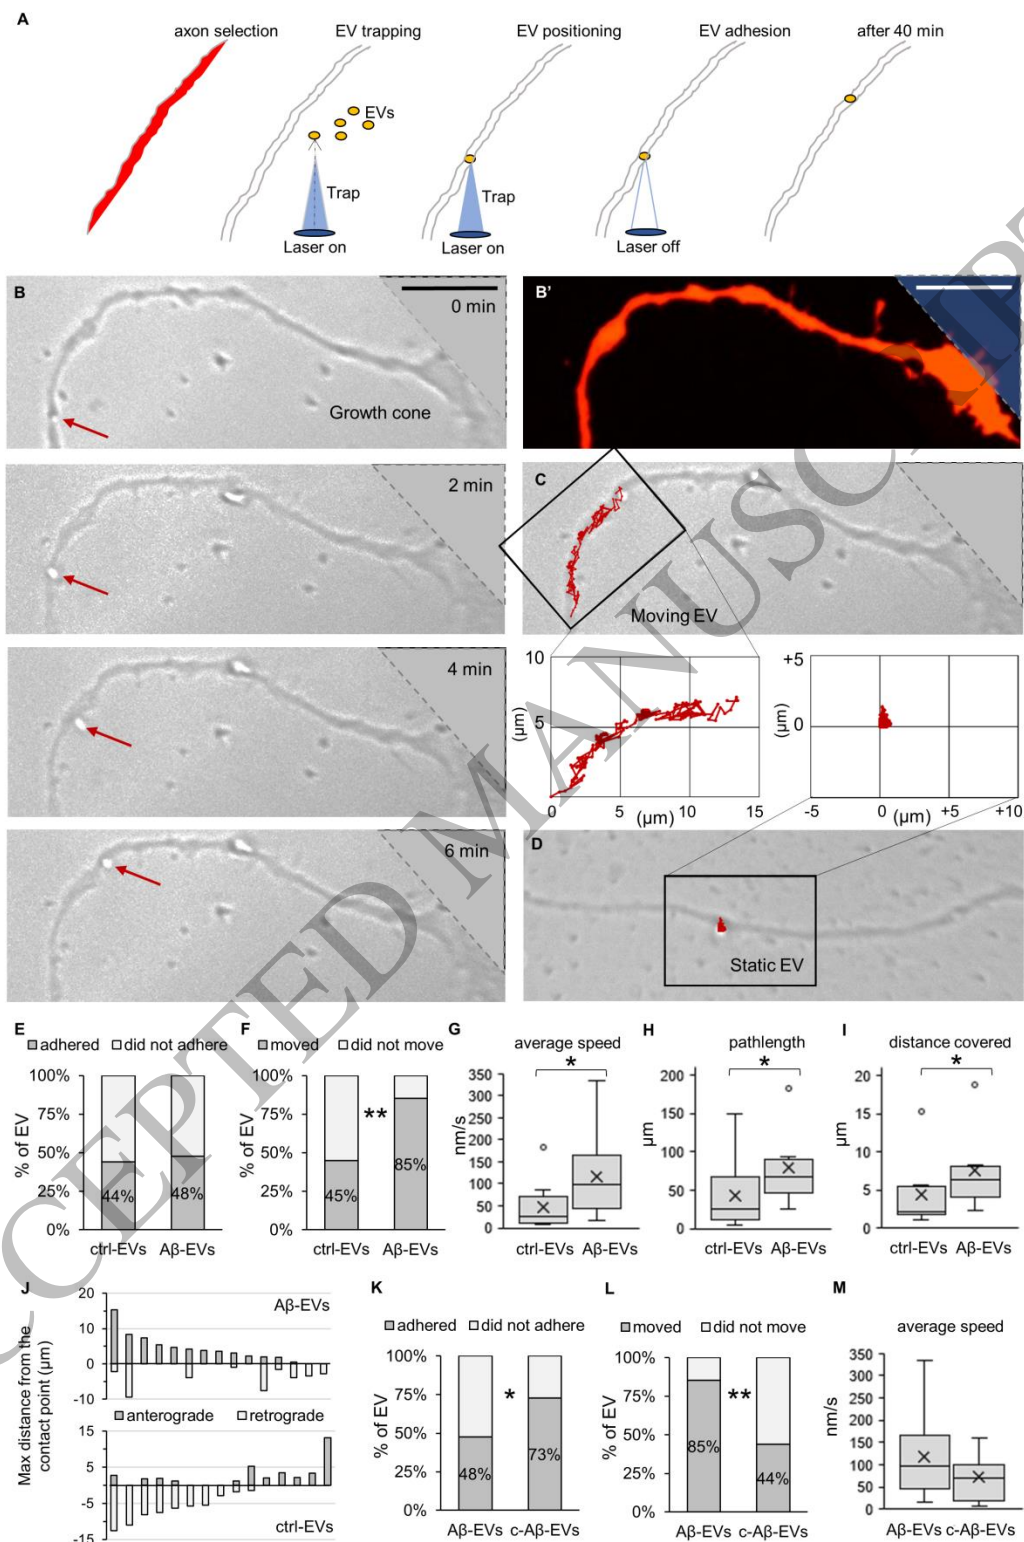 A
axon selection
EV trapping
EV positioning
EV adhesion
after 40 min
EVs
Trap
Trap
Laser on
Laser on
Laser off
B
0 min
Growth cone
B'
2 min
C
Moving EV
4 min
10
5
0
5
10
15
(µm)
(µm)
+5
0
-5
0
+5
+10
(µm)
(µm)
6 min
D
Static EV
E
adhered
did not adhere
100%
75%
50%
25%
0%
% of EV
44%
48%
ctrl-EVs
Aβ-EVs
F
moved
did not move
100%
75%
50%
25%
0%
% of EV
**
45%
85%
ctrl-EVs
Aβ-EVs
G
average speed
*
350
300
250
200
150
100
50
0
nm/s
ctrl-EVs
Aβ-EVs
H
pathlength
*
200
150
100
50
0
µm
ctrl-EVs
Aβ-EVs
I
distance covered
*
20
15
10
5
0
µm
ctrl-EVs
Aβ-EVs
J
Max distance from the
contact point (µm)
20
10
0
-10
Aβ-EVs
anterograde
retrograde
15
5
-5
-15
ctrl-EVs
K
adhered
did not adhere
100%
75%
50%
25%
0%
% of EV
*
48%
73%
Aβ-EVs
c-Aβ-EVs
L
moved
did not move
100%
75%
50%
25%
0%
% of EV
**
85%
44%
Aβ-EVs
c-Aβ-EVs
M
average speed
350
300
250
200
150
100
50
0
nm/s
Aβ-EVs
c-Aβ-EVs
CCEPTED MANUSCRIPT